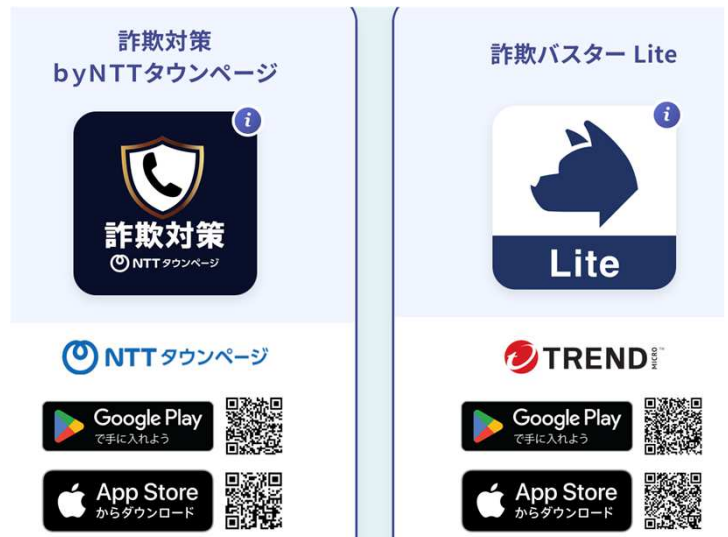 詐欺対策
byNTTタウンページ
i
詐欺対策
NTTタウンページ
NTTタウンページ
Google Play
で手に入れよう
App Store
からダウンロード
詐欺バスター Lite
i
Lite
TREND MICRO™
Google Play
で手に入れよう
App Store
からダウンロード